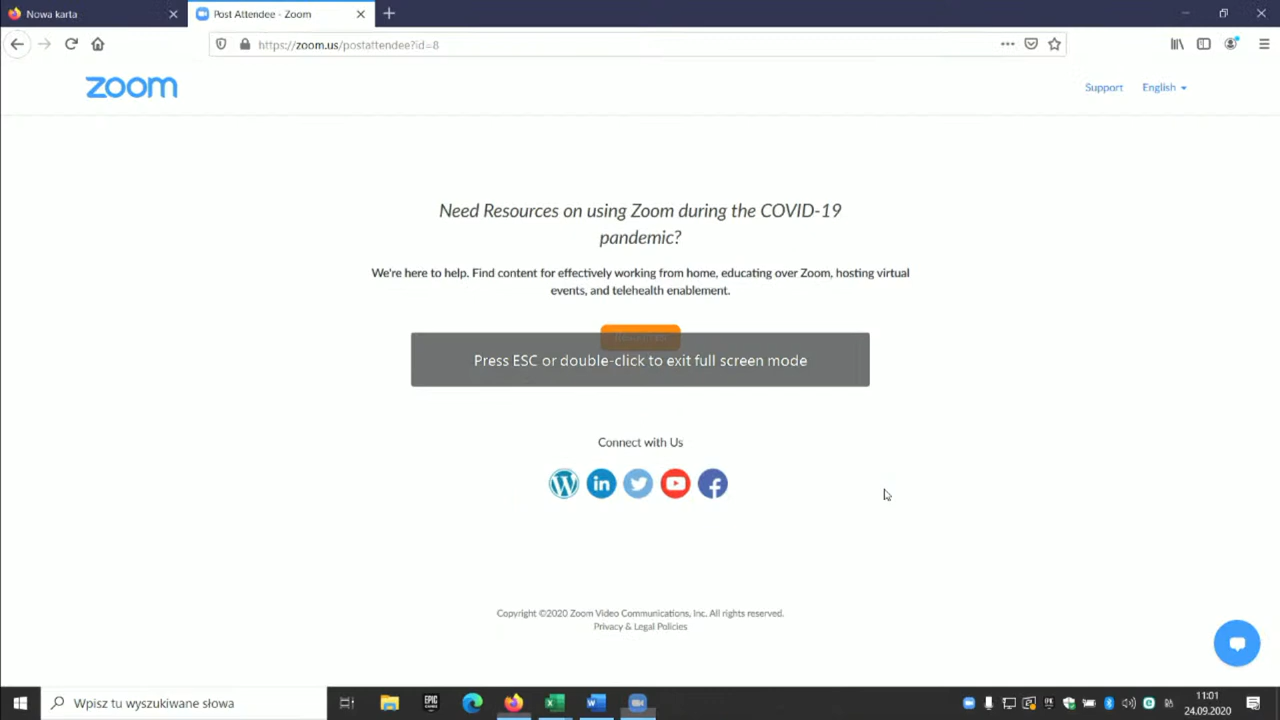 Nowa karta
Post Attendee - Zoom
https://zoom.us/postattendee?id=8
zoom
Support
English
Need Resources on using Zoom during the COVID-19
pandemic?
We're here to help. Find content for effectively working from home, educating over Zoom, hosting virtual
events, and telehealth enablement.
Press ESC or double-click to exit full screen mode
Connect with Us
Copyright ©2020 Zoom Video Communications, Inc. All rights reserved.
Privacy & Legal Policies
Wpisz tu wyszukiwane słowa
EPIC
11:01
24.09.2020